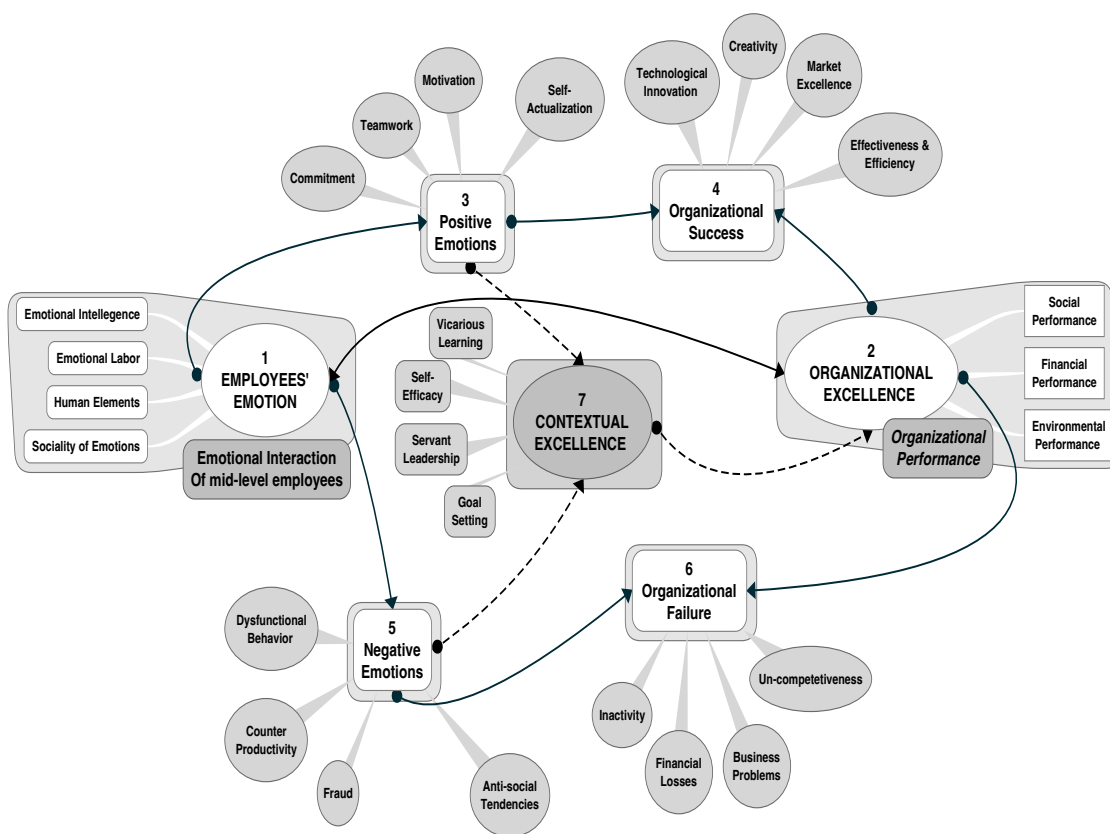 Creativity
Motivation
Market
Excellence
Technological
Innovation
Self-
Actualization
Teamwork
Effectiveness &
Efficiency
Commitment
3
Positive
Emotions
4
Organizational
Success
Emotional Intellegence
Emotional Labor
Human Elements
Sociality of Emotions
1
EMPLOYEES'
EMOTION
Emotional Interaction
Of mid-level employees
Vicarious
Learning
Self-
Efficacy
Servant
Leadership
Goal
Setting
7
CONTEXTUAL
EXCELLENCE
2
ORGANIZATIONAL
EXCELLENCE
Organizational
Performance
Social
Performance
Financial
Performance
Environmental
Performance
5
Negative
Emotions
Dysfunctional
Behavior
Counter
Productivity
Fraud
Anti-social
Tendencies
6
Organizational
Failure
Inactivity
Financial
Losses
Business
Problems
Un-competetiveness